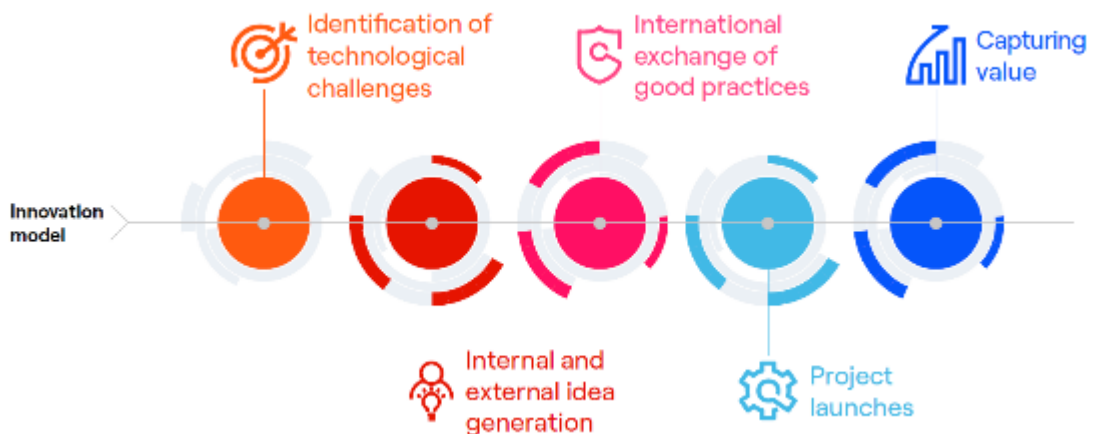 Identification of
technological
challenges
International
exchange of
good practices
Capturing
value
Innovation
model
Internal and
external idea
generation
Project
launches